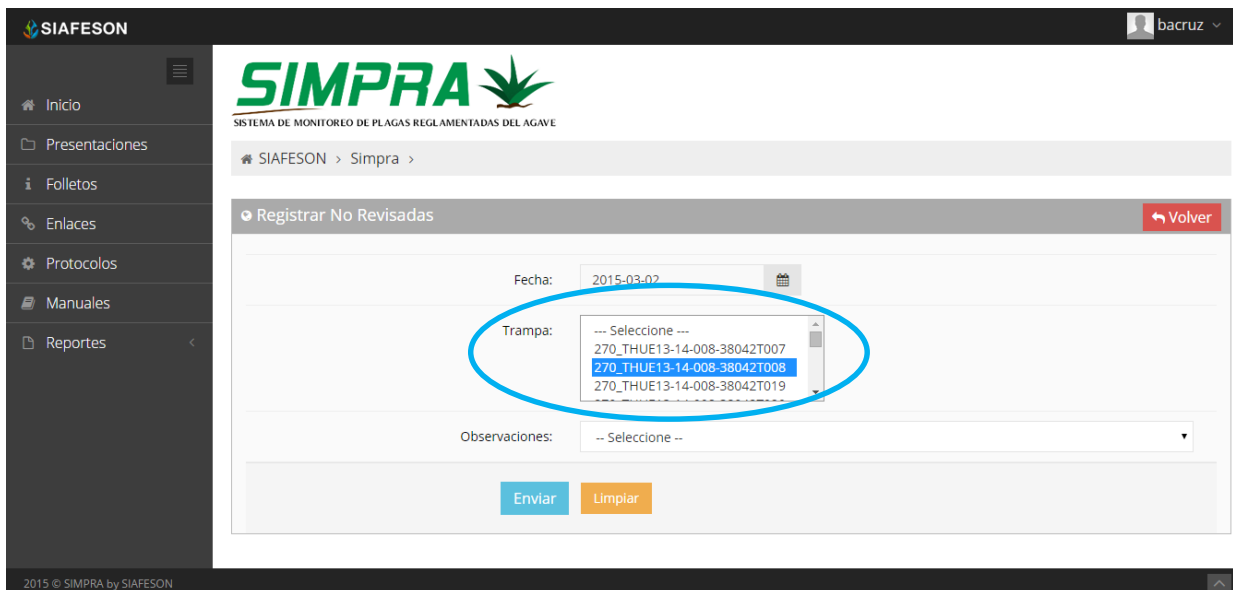 SIAFESON
bacruz
Inicio
Presentaciones
Folletos
Enlaces
Protocolos
Manuales
Reportes
SIMPRA
SISTEMA DE MONITOREO DE PLAGAS REGLAMENTADAS DEL AGAVE
SIAFESON > Simpra >
Registrar No Revisadas
Volver
Fecha: 2015-03-02
Trampa:
--- Seleccione ---
270_THUE13-14-008-38042T007
270_THUE13-14-008-38042T008
270_THUE13-14-008-38042T019
Observaciones: -- Seleccione --
Enviar Limpiar
2015 © SIMPRA by SIAFESON